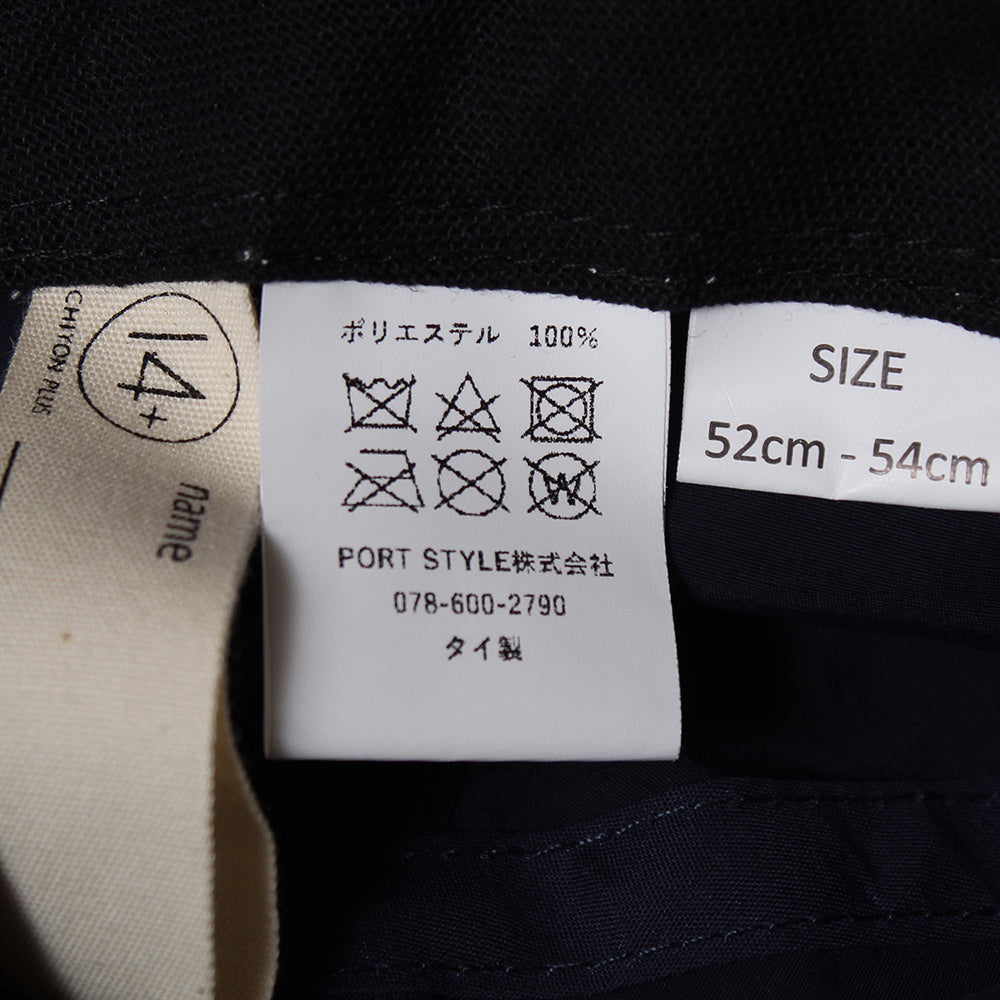 14+
CHIYON PLUS
name
ポリエステル 100%
W
PORT STYLE株式会社
078-600-2790
タイ製
SIZE
52cm - 54cm